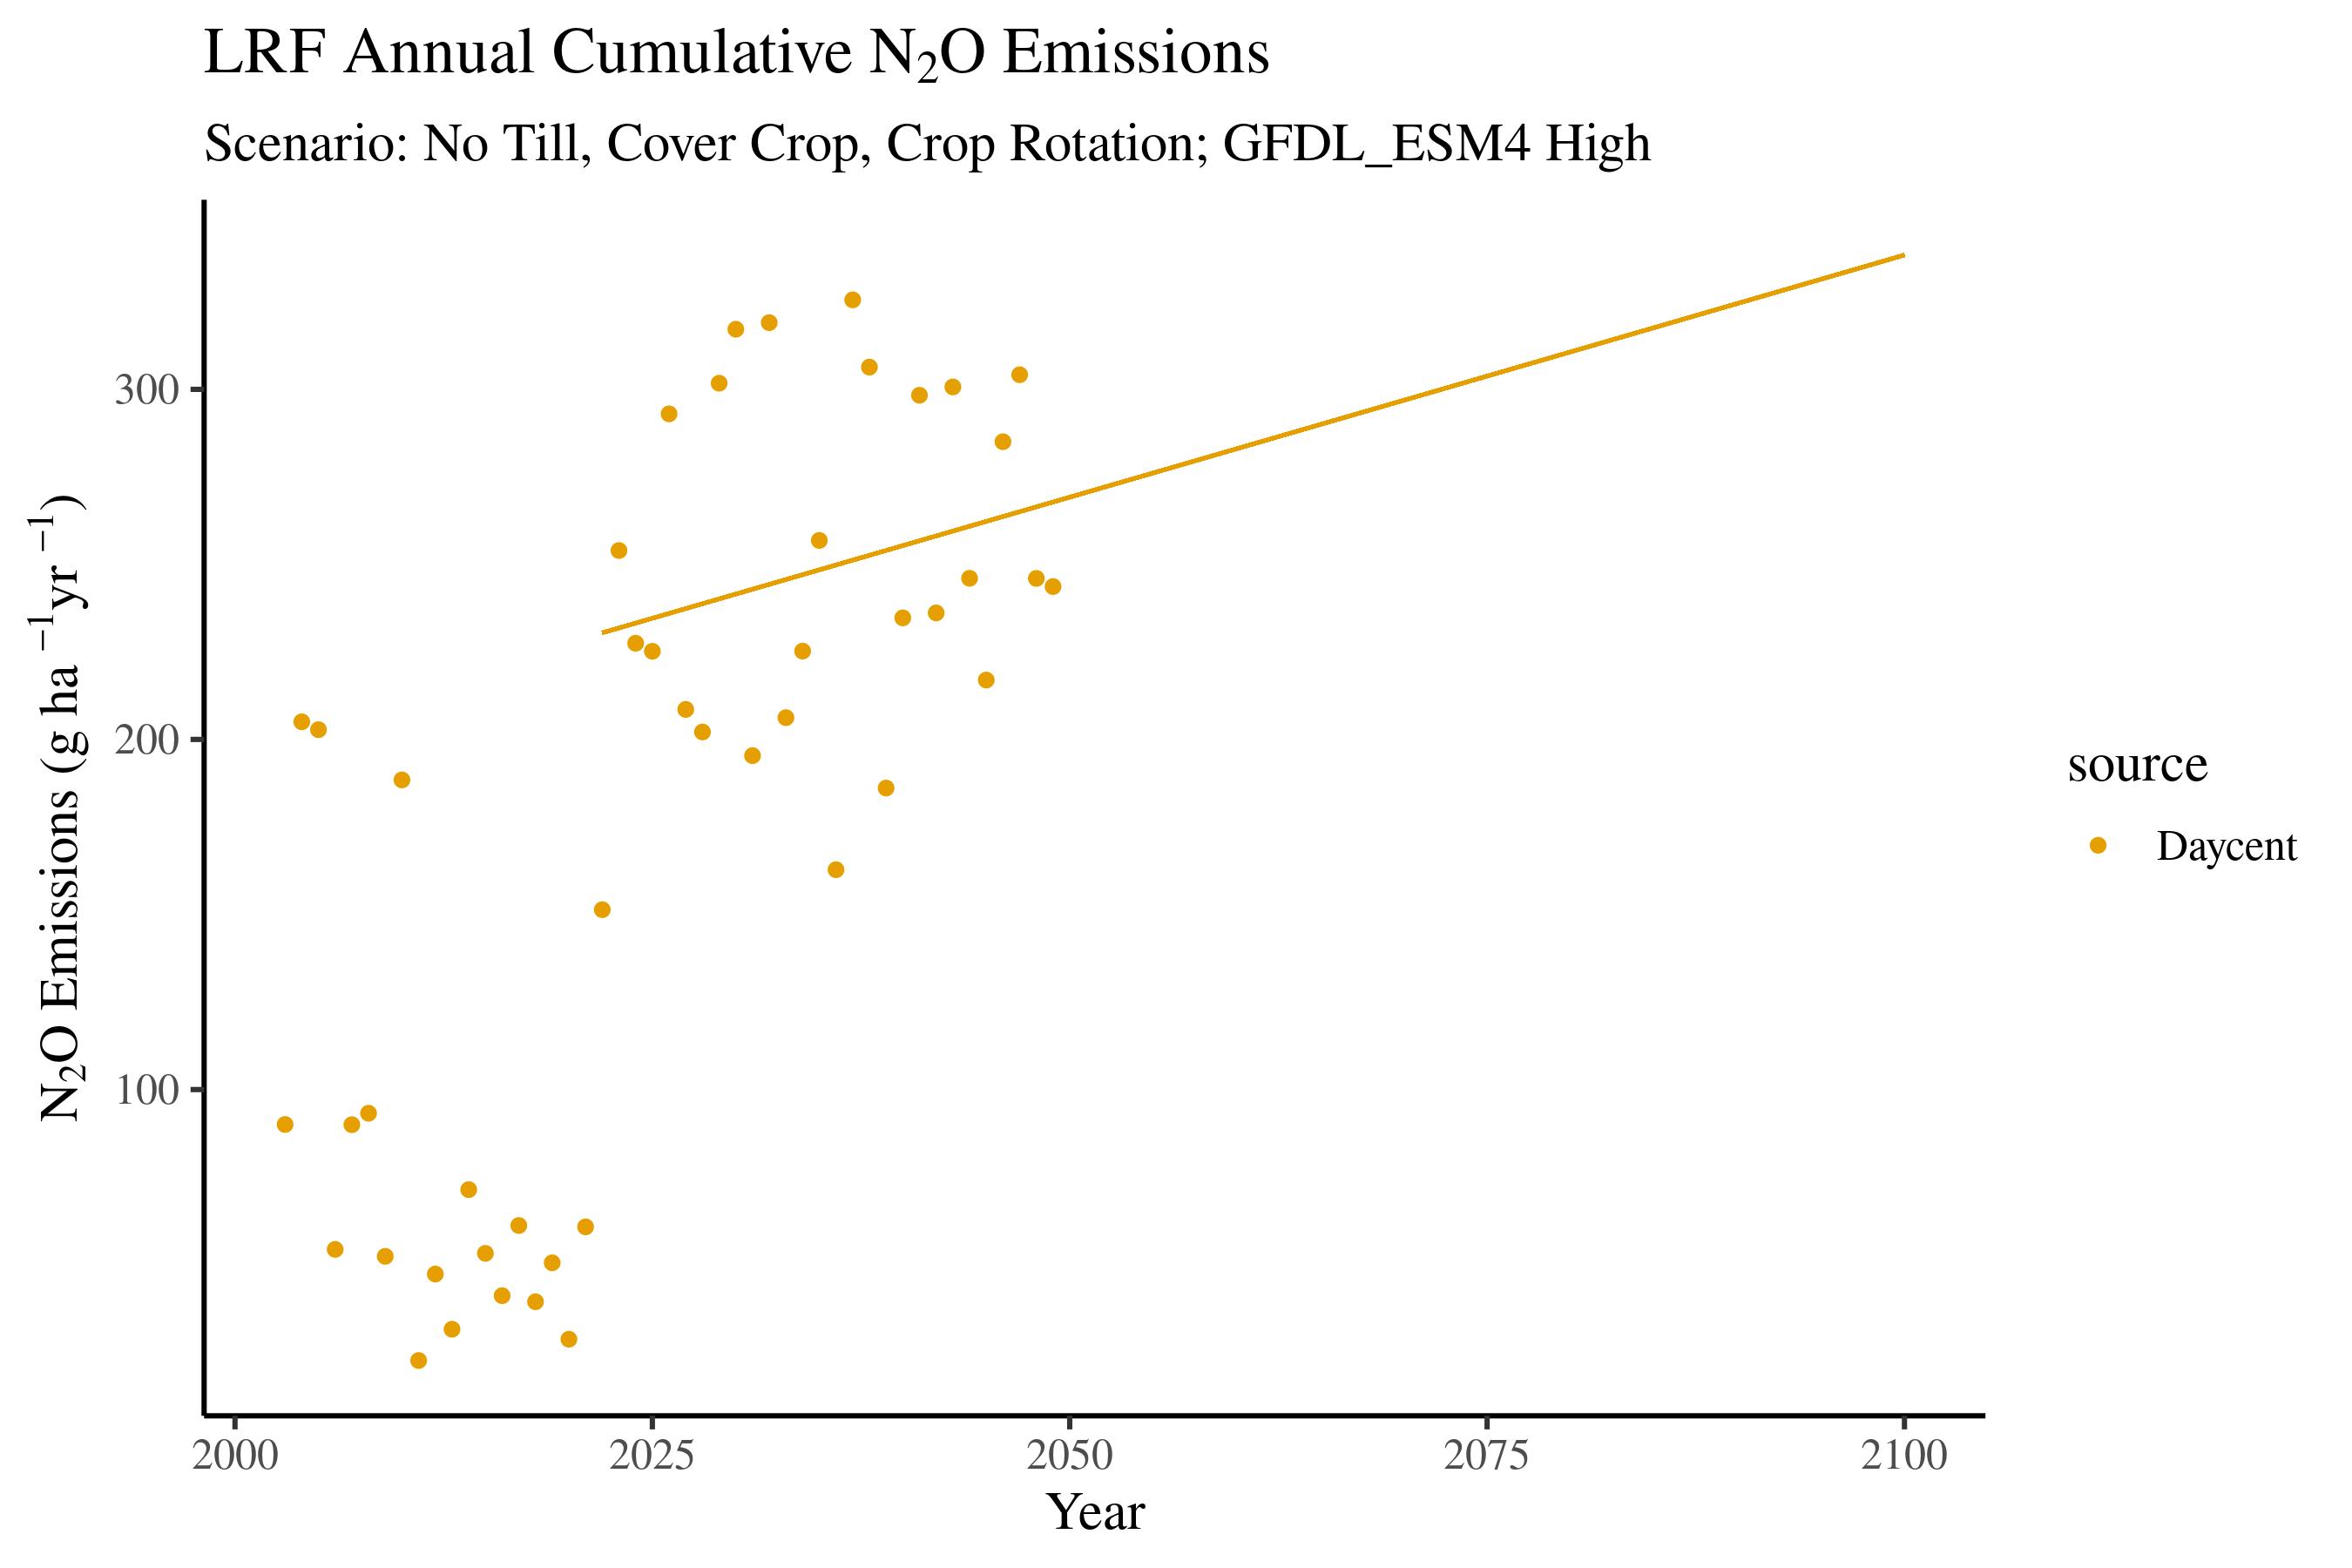 LRF Annual Cumulative N₂O Emissions
Scenario: No Till, Cover Crop, Crop Rotation; GFDL_ESM4 High
N₂O Emissions (g ha ⁻¹yr ⁻¹)
300
200
100
source
Daycent
2000 2025 2050 2075 2100
Year